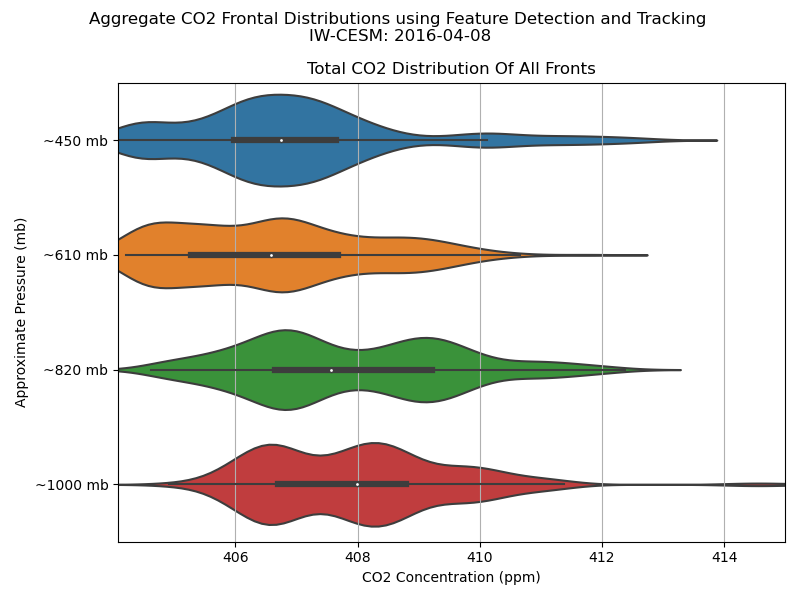 Aggregate CO2 Frontal Distributions using Feature Detection and Tracking
IW-CESM: 2016-04-08
Total CO2 Distribution Of All Fronts
Approximate Pressure (mb)
~450 mb
~610 mb
~820 mb
~1000 mb
406 408 410 412 414
CO2 Concentration (ppm)